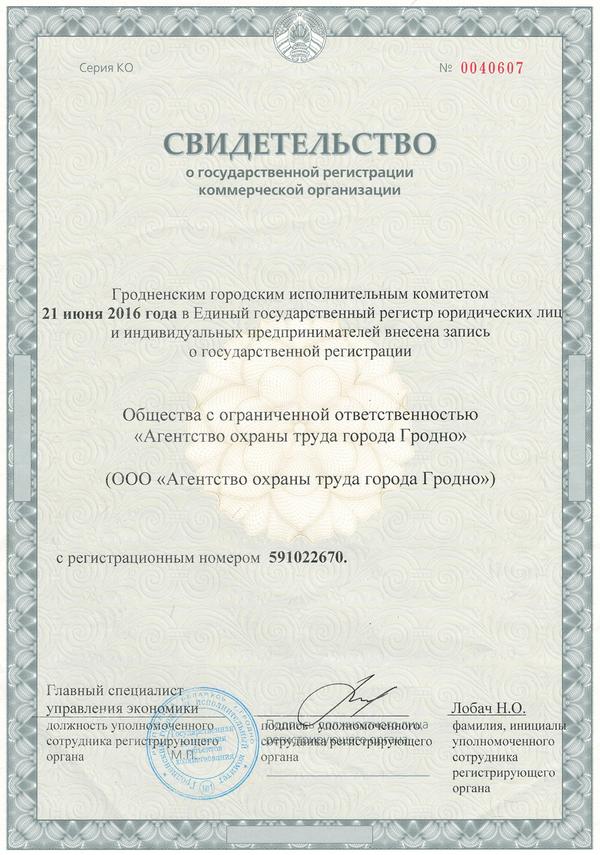 Серия КО
№ 0040607
СВИДЕТЕЛЬСТВО
о государственной регистрации
коммерческой организации
Гродненским городским исполнительным комитетом
21 июня 2016 года в Единый государственный регистр юридических лиц
и индивидуальных предпринимателей внесена запись
о государственной регистрации
Общества с ограниченной ответственностью
«Агентство охраны труда города Гродно»
(ООО «Агентство охраны труда города Гродно»)
с регистрационным номером 591022670.
Главный специалист
управления экономики
должность уполномоченного
сотрудника регистрирующего
органа
М.П.
подпись уполномоченного
сотрудника регистрирующего
органа
Лобач Н.О.
фамилия, инициалы
уполномоченного
сотрудника
регистрирующего
органа